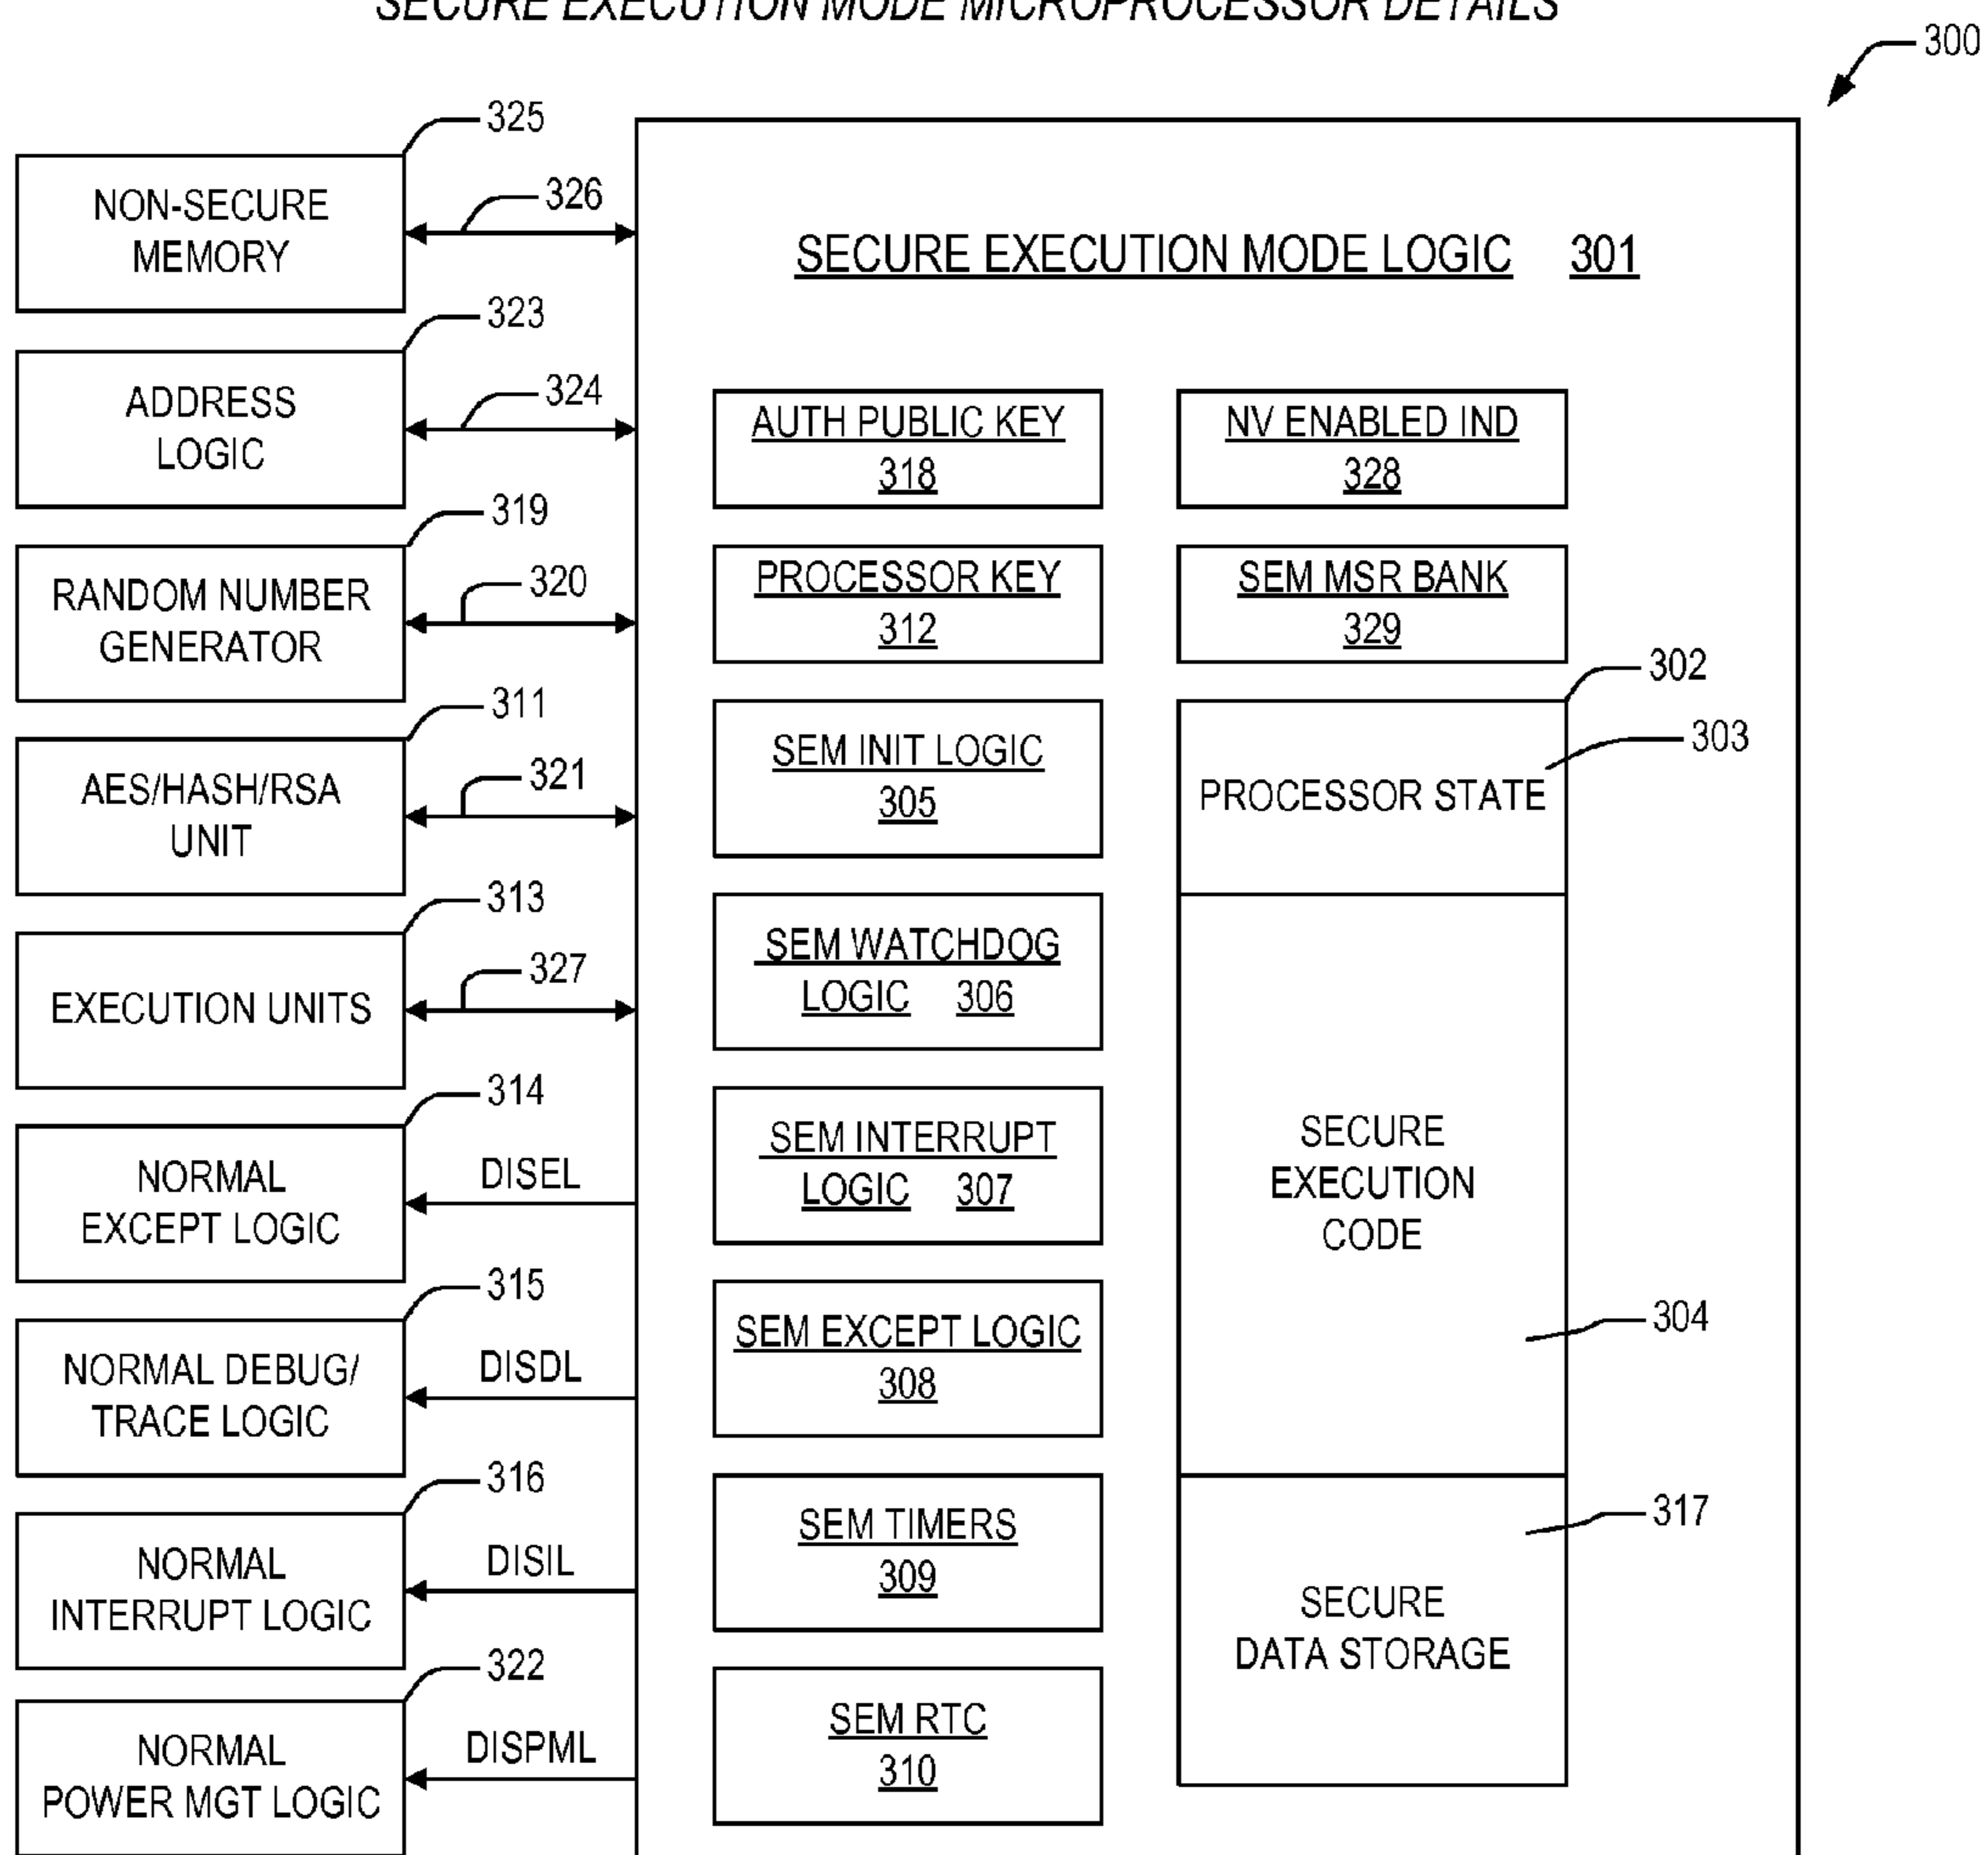 SECURE EXECUTION MODE MICROPROCESSOR DETAILS
300
325
NON-SECURE
MEMORY
326
SECURE EXECUTION MODE LOGIC 301
323
ADDRESS
LOGIC
324
319
RANDOM NUMBER
GENERATOR
320
311
AES/HASH/RSA
UNIT
321
313
EXECUTION UNITS
327
314
NORMAL
EXCEPT LOGIC
DISEL
315
NORMAL DEBUG/
TRACE LOGIC
DISDL
316
NORMAL
INTERRUPT LOGIC
DISIL
322
NORMAL
POWER MGT LOGIC
DISPML
AUTH PUBLIC KEY
318
PROCESSOR KEY
312
SEM INIT LOGIC
305
SEM WATCHDOG
LOGIC 306
SEM INTERRUPT
LOGIC 307
SEM EXCEPT LOGIC
308
SEM TIMERS
309
SEM RTC
310
NV ENABLED IND
328
SEM MSR BANK
329
302
303
PROCESSOR STATE
SECURE
EXECUTION
CODE
304
317
SECURE
DATA STORAGE